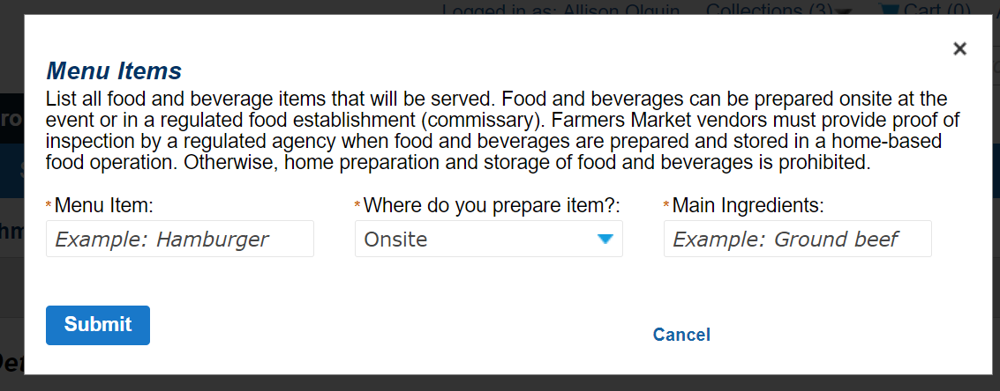 Logged in as: Allison Olguin Collections (3) Cart (0)
×
Menu Items
List all food and beverage items that will be served. Food and beverages can be prepared onsite at the
event or in a regulated food establishment (commissary). Farmers Market vendors must provide proof of
inspection by a regulated agency when food and beverages are prepared and stored in a home-based
food operation. Otherwise, home preparation and storage of food and beverages is prohibited.
*Menu Item: *Where do you prepare item?: *Main Ingredients:
Example: Hamburger Onsite Example: Ground beef
Submit
Cancel